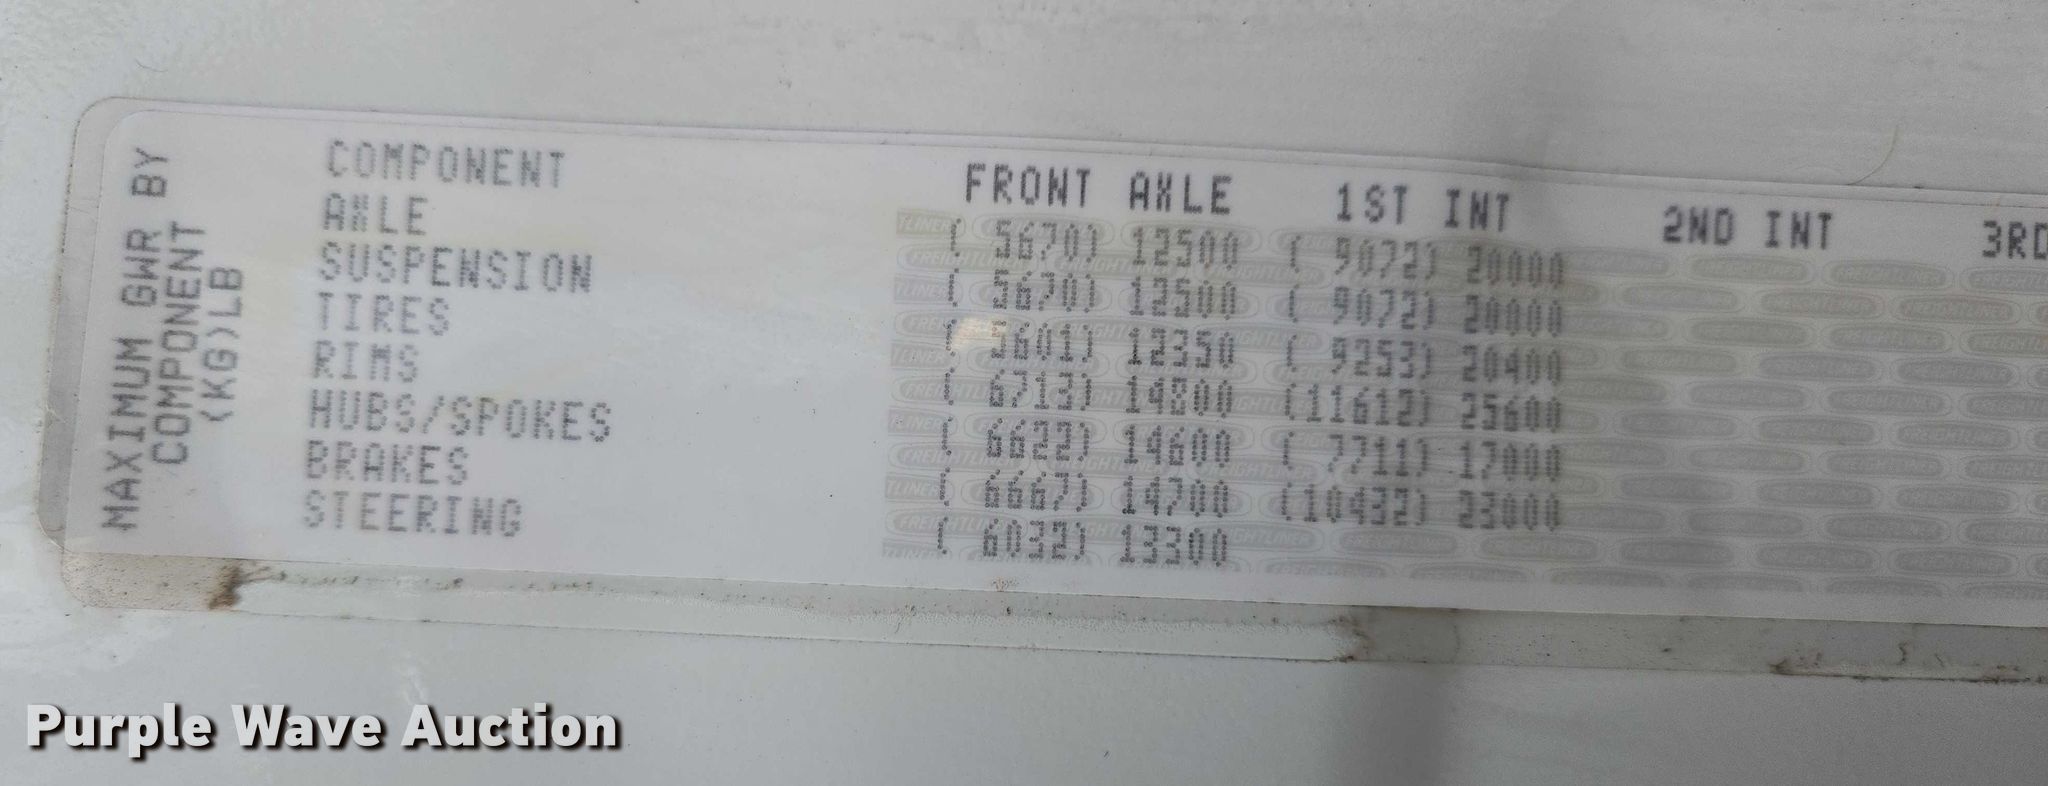 MAXIMUM GWR BY
COMPONENT
(KG)LB
COMPONENT FRONT AXLE 1ST INT 2ND INT 3RD
AXLE ( 5670) 12500 ( 9072) 20000
SUSPENSION ( 5670) 12500 ( 9072) 20000
TIRES ( 5601) 12350 ( 9253) 20400
RIMS ( 6712) 14800 (11612) 25600
HUBS/SPOKES ( 6622) 14600 ( 7711) 17000
BRAKES ( 6667) 14700 (10432) 23000
STEERING ( 6032) 13300
Purple Wave Auction